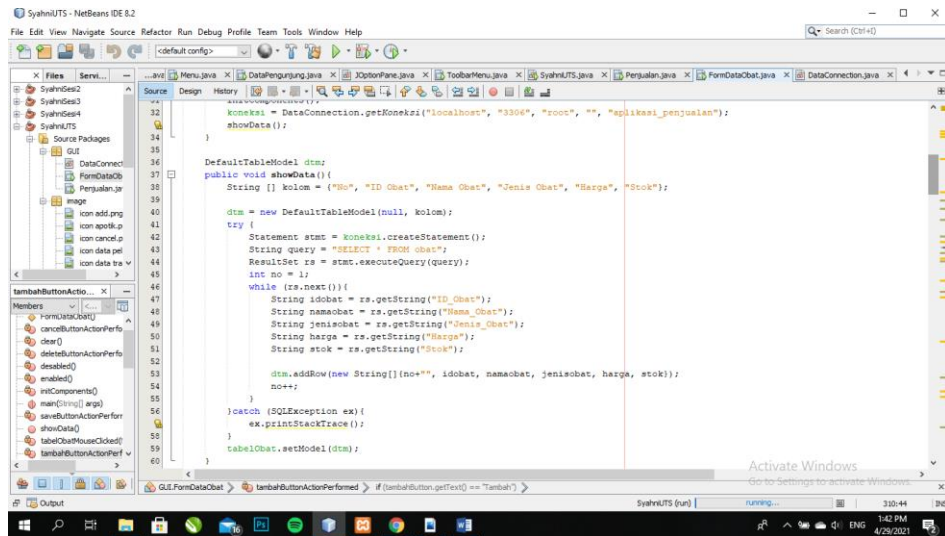 SyahniUTS - NetBeans IDE 8.2
File Edit View Navigate Source Refactor Run Debug Profile Team Tools Window Help
Search (Ctrl+I)
<default config>
Files Servi...
...ava Menu.java DataPengunjung.java JOptionPane.java ToolbarMenu.java SyahniUTS.java Penjualan.java FormDataObat.java DataConnection.java
SyahniSesi2
SyahniSesi3
SyahniSesi4
SyahniUTS
Source Packages
GUI
DataConnect
FormDataOb
Penjualan.ja
image
icon add.png
icon apotik.p
icon cancel.p
icon data pel
icon data tra
Source Design History
31 initComponents();
32 koneksi = DataConnection.getKoneksi("localhost", "3306", "root", "", "aplikasi_penjualan");
showData();
34 }
35
36 DefaultTableModel dtm;
37 public void showData(){
38 String [] kolom = {"No", "ID Obat", "Nama Obat", "Jenis Obat", "Harga", "Stok"};
39
40 dtm = new DefaultTableModel(null, kolom);
41 try {
42 Statement stmt = koneksi.createStatement();
43 String query = "SELECT * FROM obat";
44 ResultSet rs = stmt.executeQuery(query);
45 int no = 1;
46 while (rs.next()){
47 String idobat = rs.getString("ID_Obat");
48 String namaobat = rs.getString("Nama_Obat");
49 String jenisobat = rs.getString("Jenis_Obat");
50 String harga = rs.getString("Harga");
51 String stok = rs.getString("Stok");
52
53 dtm.addRow(new String[]{no+"", idobat, namaobat, jenisobat, harga, stok});
54 no++;
55 }
56 }catch (SQLException ex){
ex.printStackTrace();
58 }
59 tabelObat.setModel(dtm);
60 }
tambahButtonActio...
Members
FormDataObat()
cancelButtonActionPerfo
clear()
deleteButtonActionPerfo
desabled()
enabled()
initComponents()
main(String[] args)
saveButtonActionPerforr
showData()
tabelObatMouseClicked(
tambahButtonActionPerf
GUI.FormDataObat tambahButtonActionPerformed if (tambahButton.getText() == "Tambah")
Activate Windows
Go to Settings to activate Windows.
Output
SyahniUTS (run) running... 310:44 INS
16
ENG
1:42 PM
4/29/2021